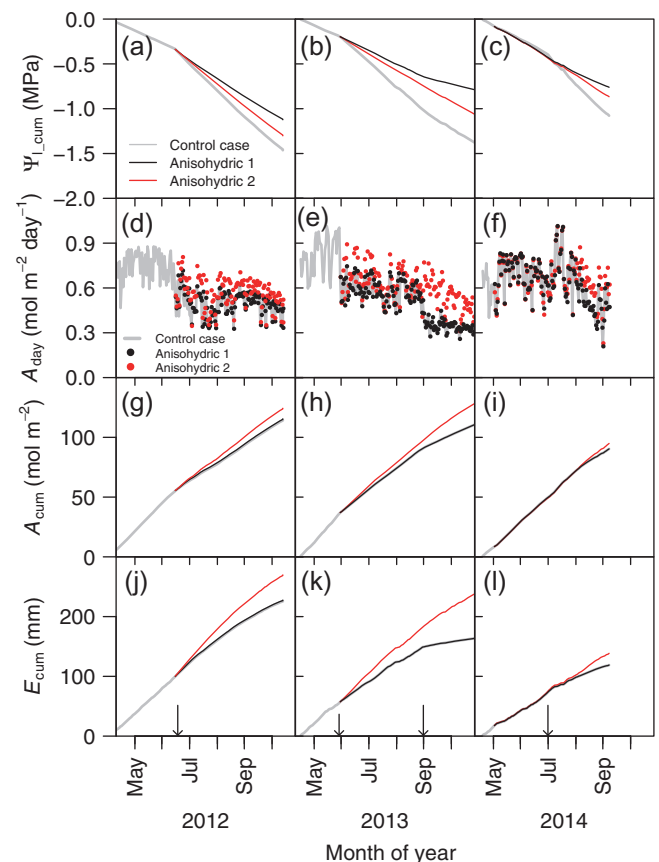 0.0
−0.5
−1.0
−1.5
−2.0
Ψl_cum (MPa)
(a)
(b)
(c)
Control case
Anisohydric 1
Anisohydric 2
0.9
0.6
0.3
0.0
Aday (mol m−2 day−1)
(d)
(e)
(f)
Control case
Anisohydric 1
Anisohydric 2
100
50
0
Acum (mol m−2)
(g)
(h)
(i)
200
100
0
Ecum (mm)
(j)
(k)
(l)
May Jul Sep May Jul Sep May Jul Sep
2012 2013 2014
Month of year